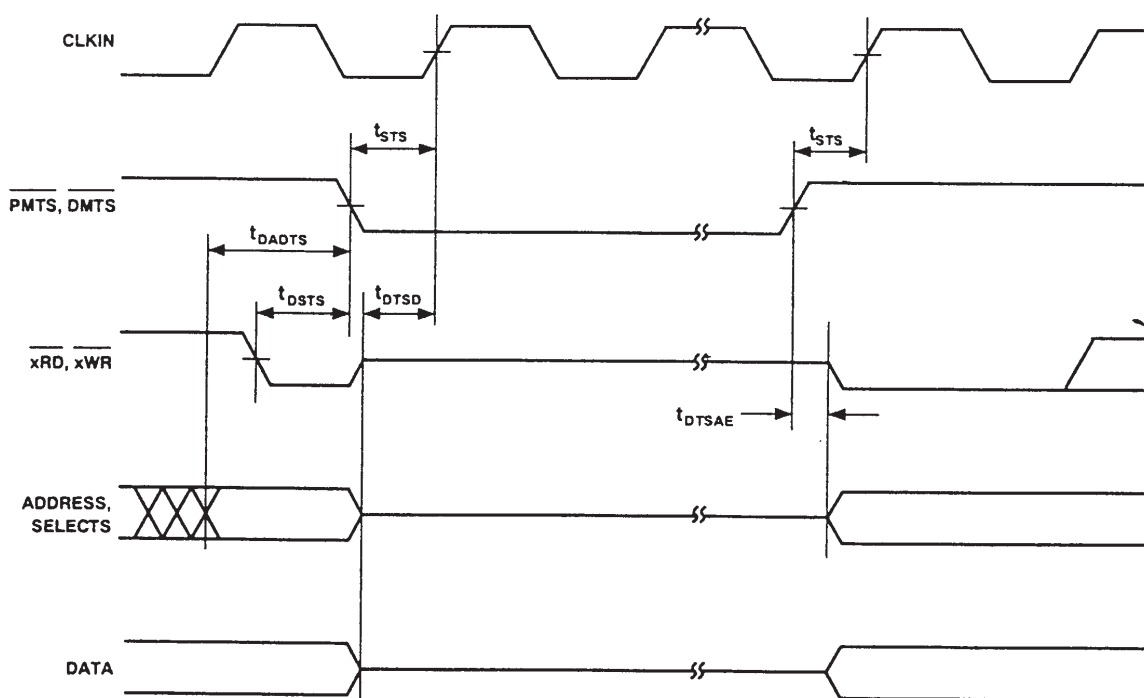 CLKIN
tSTS
tSTS
PMTS, DMTS
tDADTS
tDSTS
tDTSD
xRD, xWR
tDTSAE
ADDRESS,
SELECTS
DATA